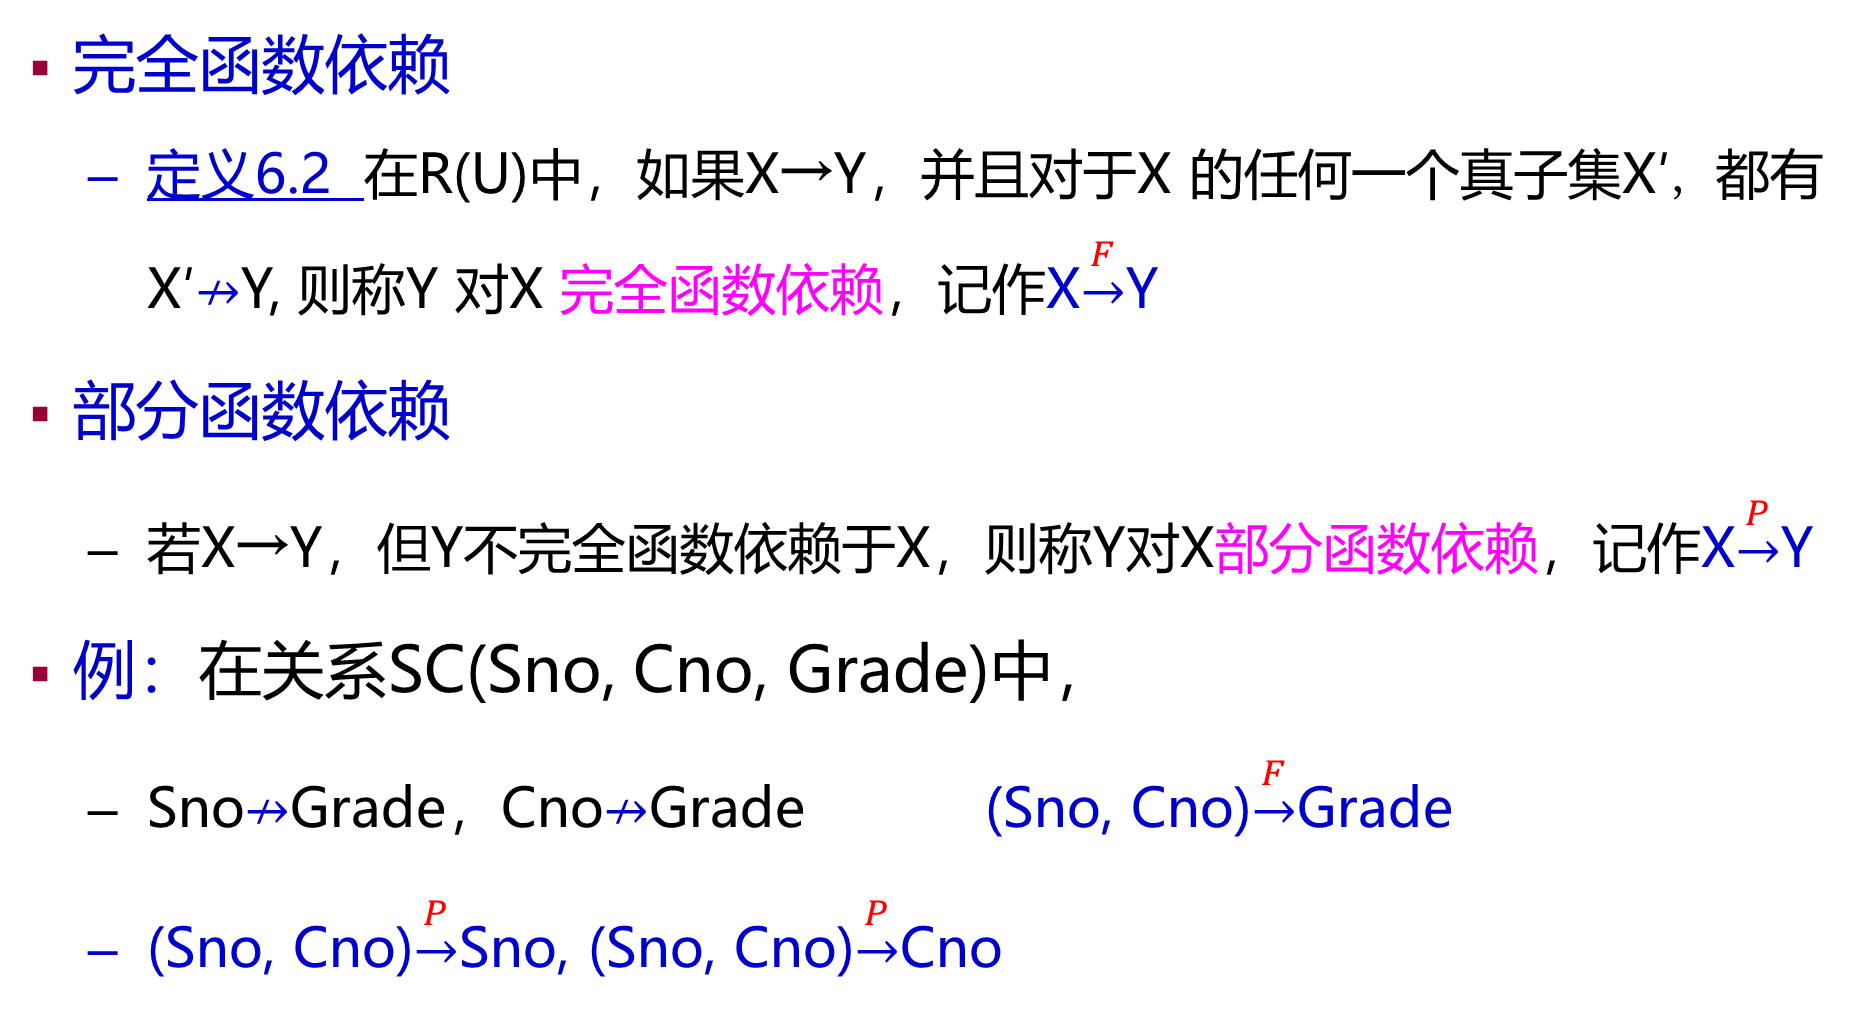 ▪ 完全函数依赖
– 定义6.2 在R(U)中，如果X→Y，并且对于X 的任何一个真子集X'，都有
X'↛Y, 则称Y 对X 完全函数依赖，记作X\xrightarrow{F}Y
▪ 部分函数依赖
– 若X→Y，但Y不完全函数依赖于X，则称Y对X部分函数依赖，记作X\xrightarrow{P}Y
▪ 例：在关系SC(Sno, Cno, Grade)中，
– Sno↛Grade，Cno↛Grade (Sno, Cno)\xrightarrow{F}Grade
– (Sno, Cno)\xrightarrow{P}Sno, (Sno, Cno)\xrightarrow{P}Cno